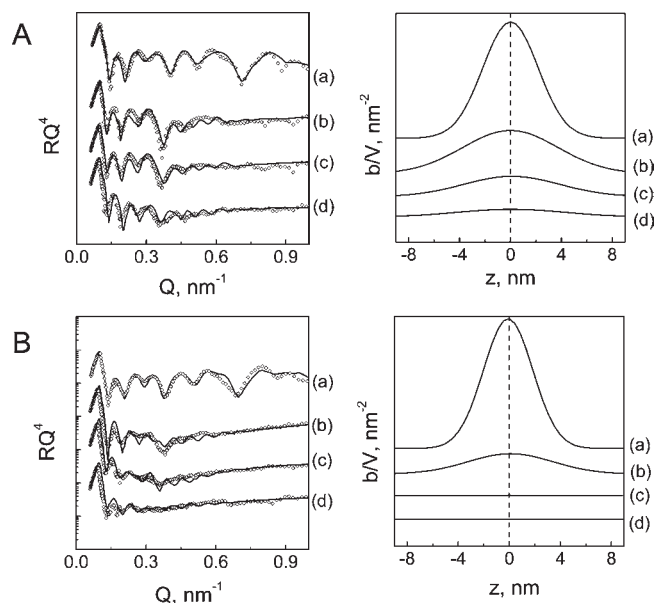 A
RQ⁴
(a)
(b)
(c)
(d)
0.0 0.3 0.6 0.9
Q, nm⁻¹
b/V, nm⁻²
(a)
(b)
(c)
(d)
-8 -4 0 4 8
z, nm
B
RQ⁴
(a)
(b)
(c)
(d)
0.0 0.3 0.6 0.9
Q, nm⁻¹
b/V, nm⁻²
(a)
(b)
(c)
(d)
-8 -4 0 4 8
z, nm